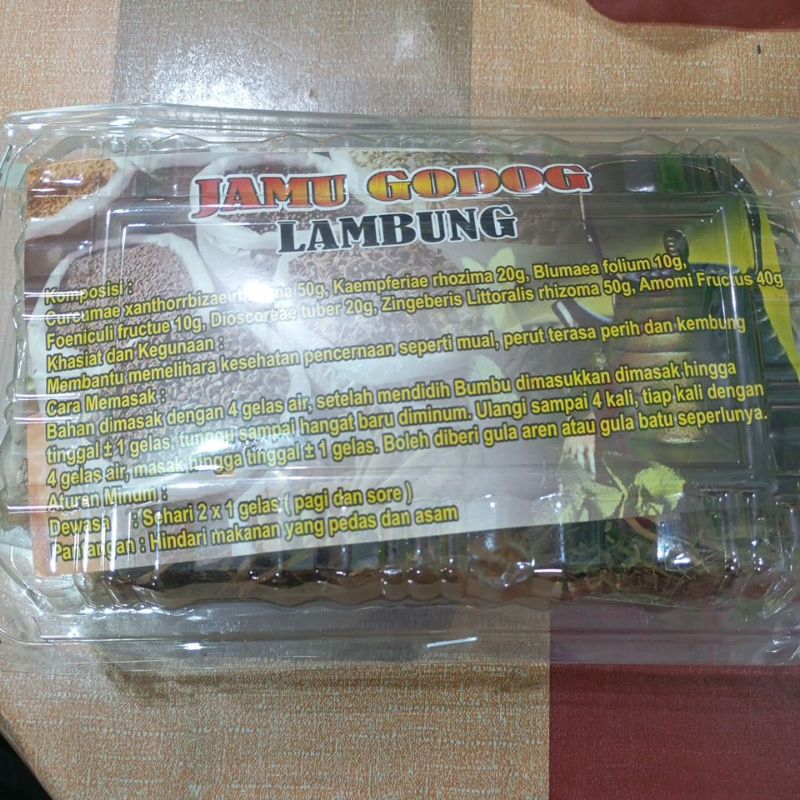 JAMU GODOG
LAMBUNG
Komposisi :
Curcumae xanthorrbizae rhizoma 50g, Kaempferiae rhozima 20g, Blumaea folium 10g,
Foeniculi fructue 10g, Dioscoreae tuber 20g, Zingeberis Littoralis rhizoma 50g, Amomi Fructus 40g
Khasiat dan Kegunaan :
Membantu memelihara kesehatan pencernaan seperti mual, perut terasa perih dan kembung
Cara Memasak :
Bahan dimasak dengan 4 gelas air, setelah mendidih Bumbu dimasukkan dimasak hingga
tinggal ± 1 gelas, tunggu sampai hangat baru diminum. Ulangi sampai 4 kali, tiap kali dengan
4 gelas air, masak hingga tinggal ± 1 gelas. Boleh diberi gula aren atau gula batu seperlunya.
Aturan Minum :
Dewasa : Sehari 2 x 1 gelas ( pagi dan sore )
Pantangan : Hindari makanan yang pedas dan asam